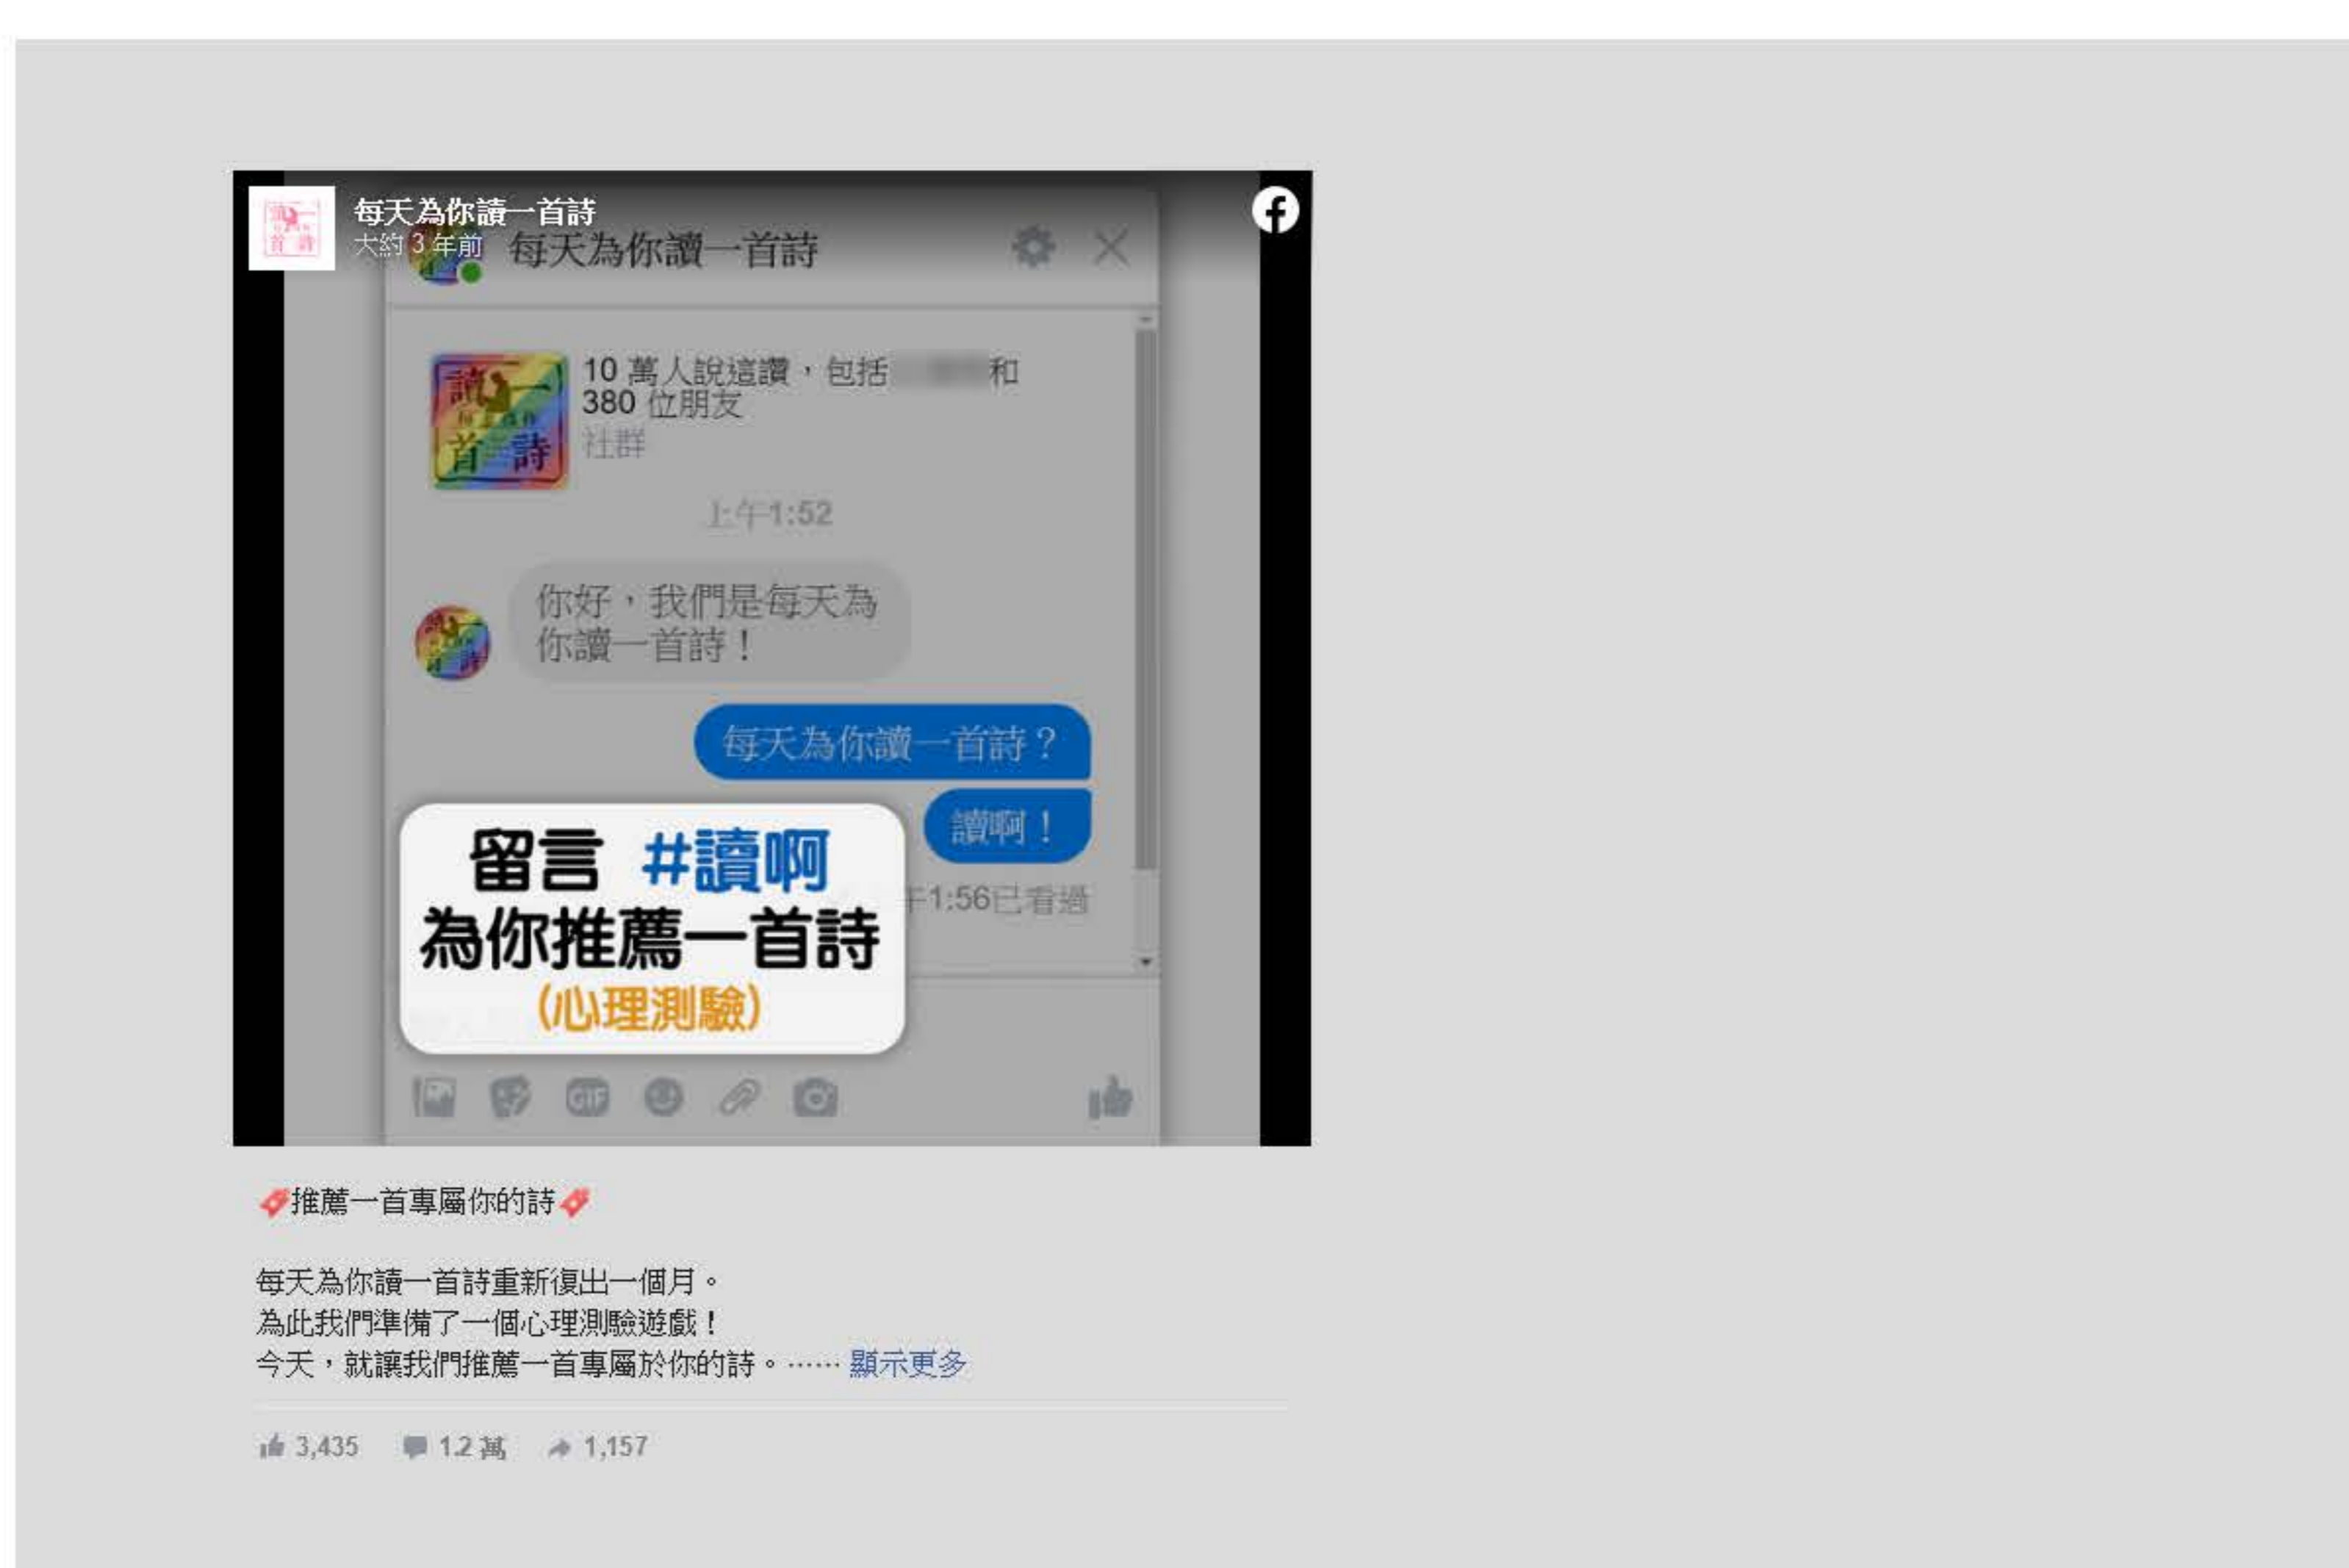 每天為你讀一首詩
大約 3 年前
每天為你讀一首詩
讀一
首詩
10 萬人說這讚，包括
和
380 位朋友
社群
上午1:52
你好，我們是每天為
你讀一首詩！
每天為你讀一首詩？
讀啊！
午1:56已看過
留言 #讀啊
為你推薦一首詩
(心理測驗)
GIF
推薦一首專屬你的詩
每天為你讀一首詩重新復出一個月。
為此我們準備了一個心理測驗遊戲！
今天，就讓我們推薦一首專屬於你的詩。…… 顯示更多
3,435 1.2 萬 1,157